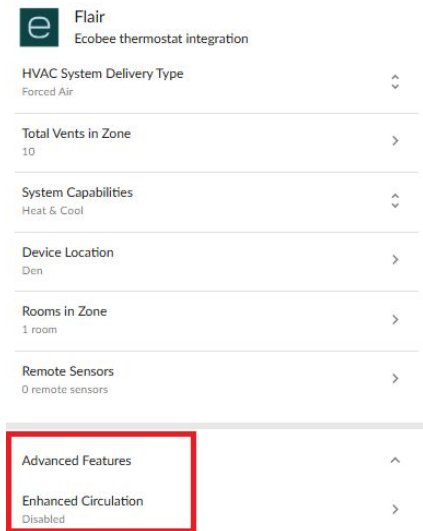 Flair
Ecobee thermostat integration
HVAC System Delivery Type
Forced Air
Total Vents in Zone
10
System Capabilities
Heat & Cool
Device Location
Den
Rooms in Zone
1 room
Remote Sensors
0 remote sensors
Advanced Features
Enhanced Circulation
Disabled